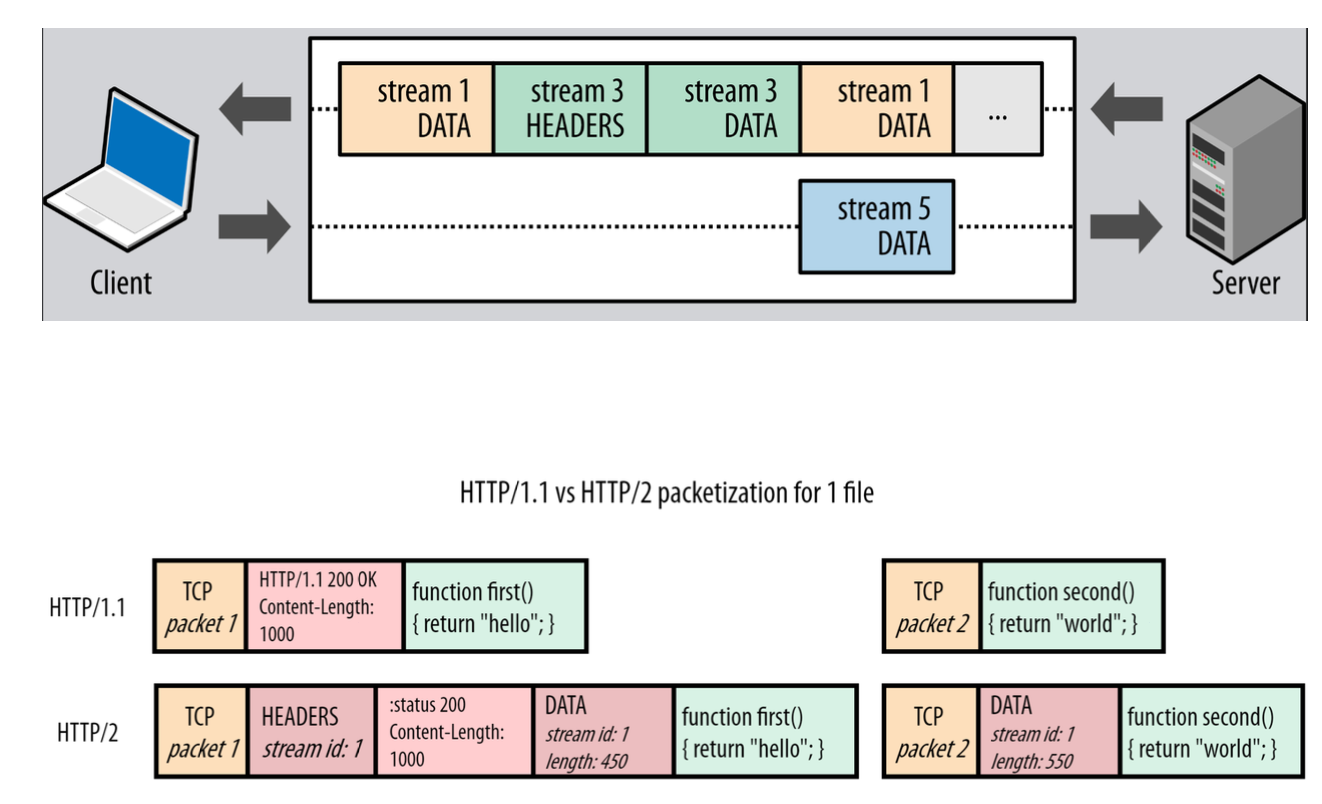 stream 1
DATA
stream 3
HEADERS
stream 3
DATA
stream 1
DATA
...
stream 5
DATA
Client
Server
HTTP/1.1 vs HTTP/2 packetization for 1 file
HTTP/1.1
TCP
packet 1
HTTP/1.1 200 OK
Content-Length:
1000
function first()
{ return "hello"; }
TCP
packet 2
function second()
{ return "world"; }
HTTP/2
TCP
packet 1
HEADERS
stream id: 1
:status 200
Content-Length:
1000
DATA
stream id: 1
length: 450
function first()
{ return "hello"; }
TCP
packet 2
DATA
stream id: 1
length: 550
function second()
{ return "world"; }